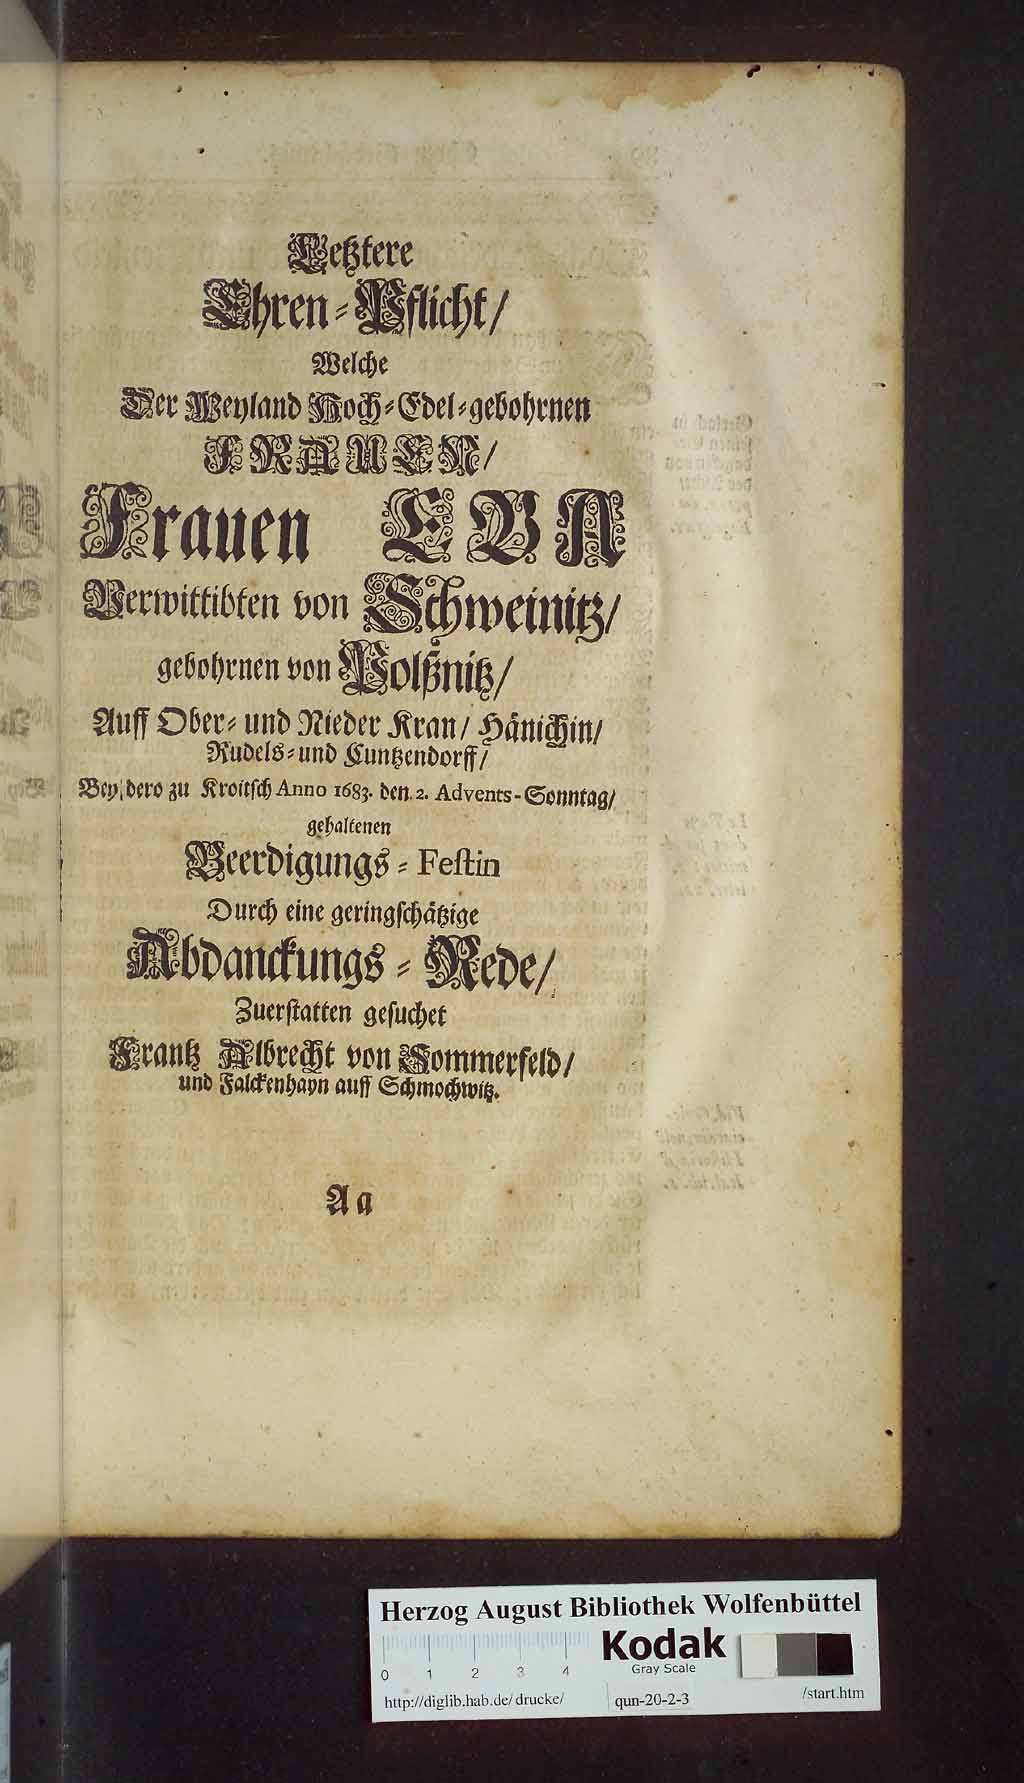 Letztere
Ehren-Pflicht/
Welche
Der Weyland Hoch-Edel-gebohrnen
FRAUEN/
Frauen EVA
Verwittibten von Schweinitz/
gebohrnen von Polßnitz/
Auff Ober- und Nieder Kran/ Hänichin/
Rudels- und Cuntzendorff/
Bey dero zu Kroitsch Anno 1683. den 2. Advents-Sonntag/
gehaltenen
Beerdigungs-Festin
Durch eine geringschätzige
Abdanckungs-Rede/
Zuerstatten gesuchet
Frantz Albrecht von Sommerfeld/
und Falckenhayn auff Schmochwitz.
Aa
Herzog August Bibliothek Wolfenbüttel
Kodak
Gray Scale
0 1 2 3 4
http://diglib.hab.de/drucke/ qun-20-2-3 /start.htm